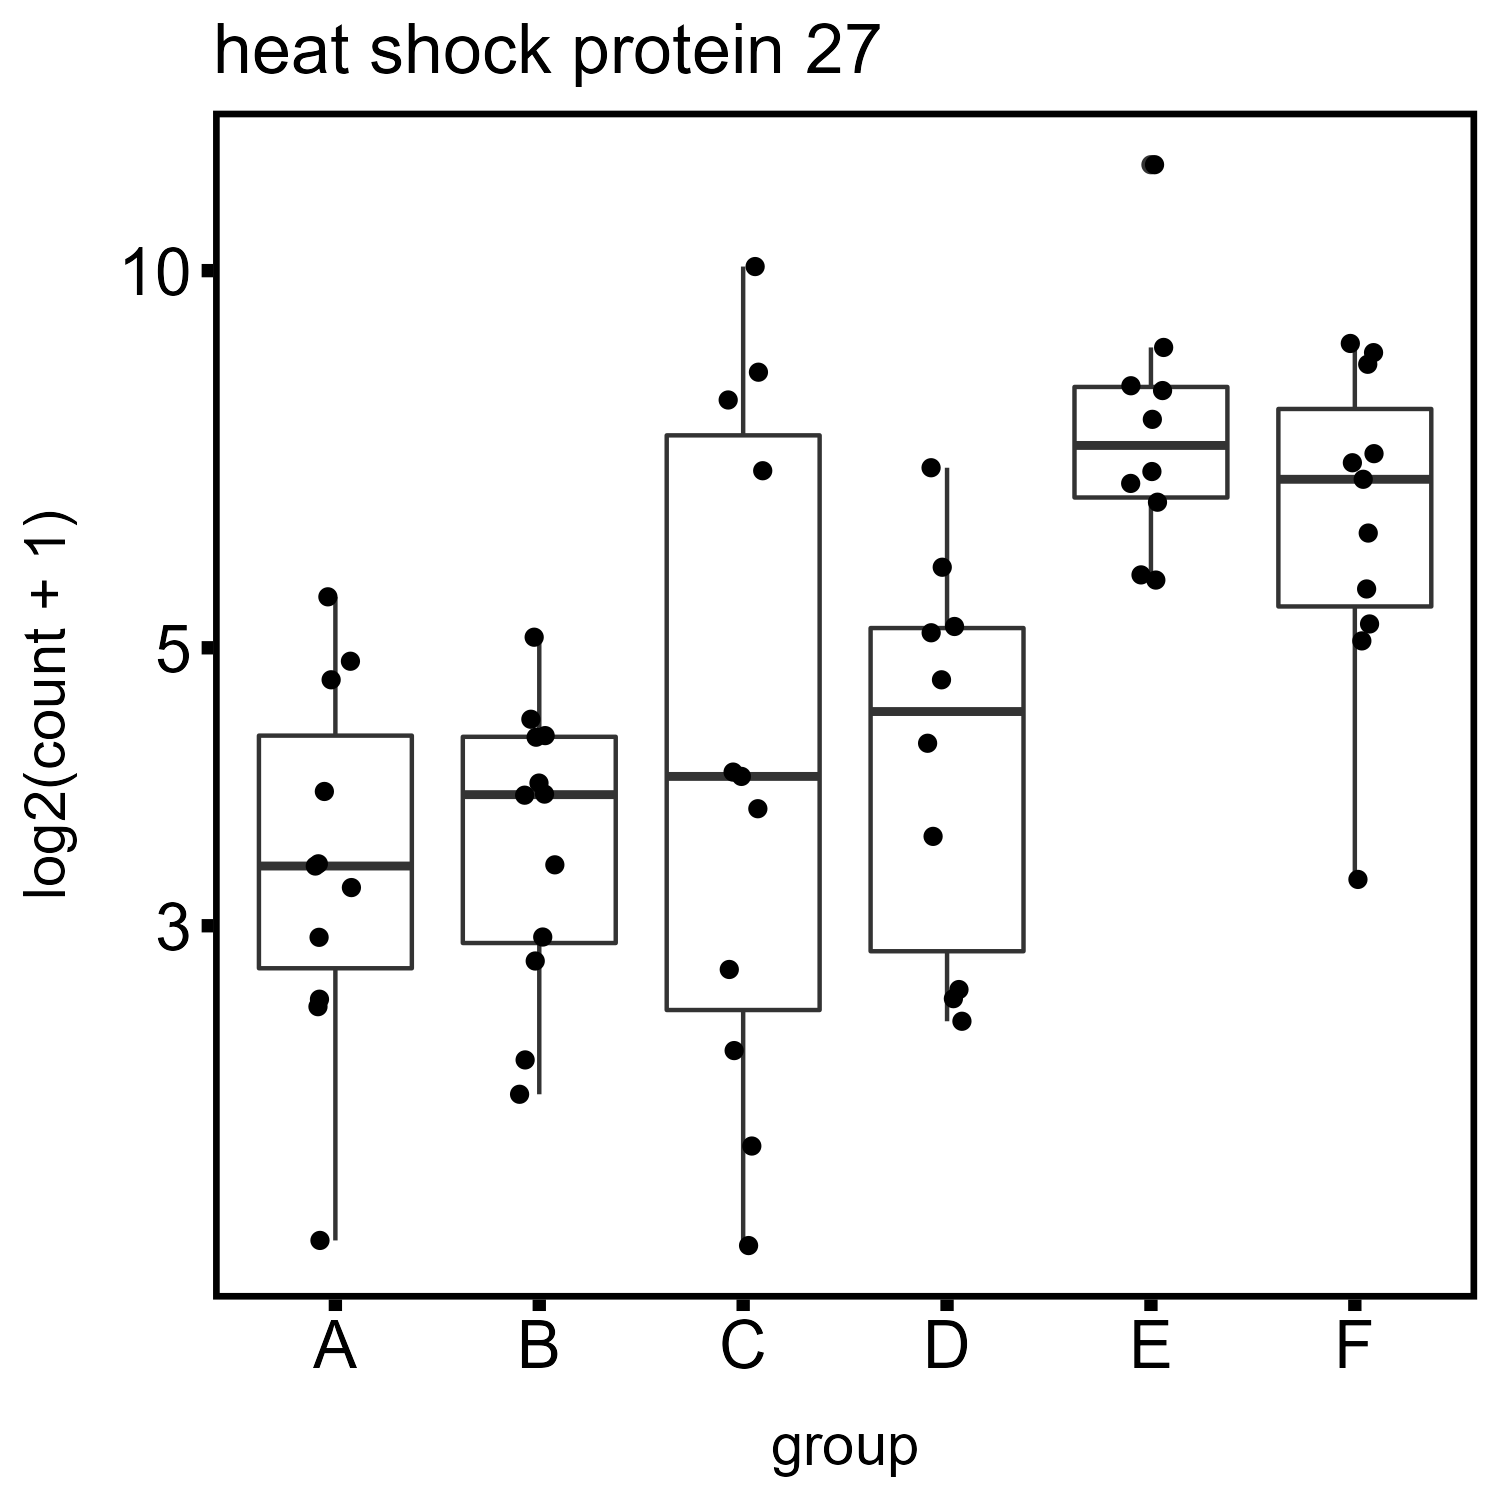 heat shock protein 27
log2(count + 1)
10
5
3
A B C D E F
group